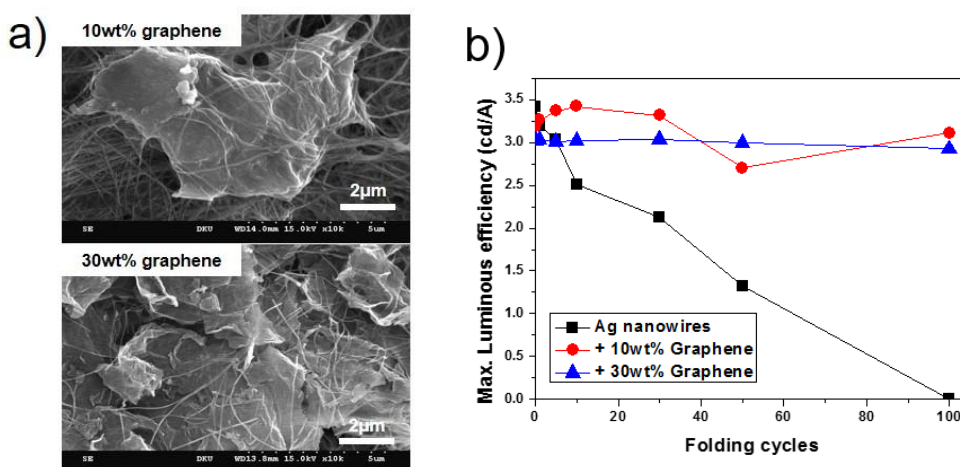 a)
10wt% graphene
2μm
SE DKU WD14.0mm 15.0kV x10k 5um
30wt% graphene
2μm
SE DKU WD13.8mm 15.0kV x10k 5um
b)
Max. Luminous efficiency (cd/A)
3.5
3.0
2.5
2.0
1.5
1.0
0.5
0.0
Ag nanowires
+ 10wt% Graphene
+ 30wt% Graphene
0 20 40 60 80 100
Folding cycles